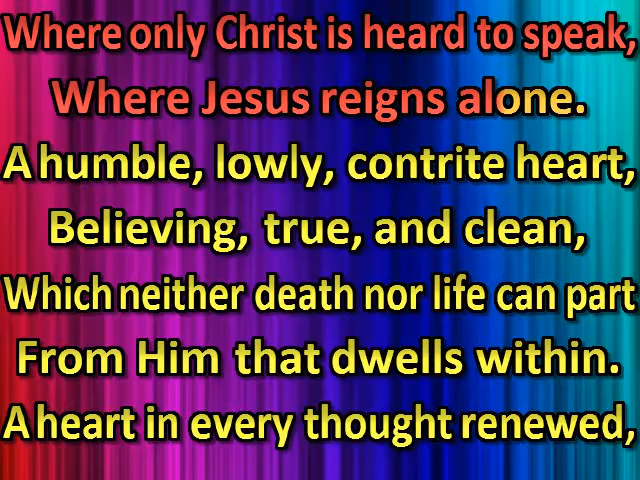 Where only Christ is heard to speak,
Where Jesus reigns alone.
A humble, lowly, contrite heart,
Believing, true, and clean,
Which neither death nor life can part
From Him that dwells within.
A heart in every thought renewed,